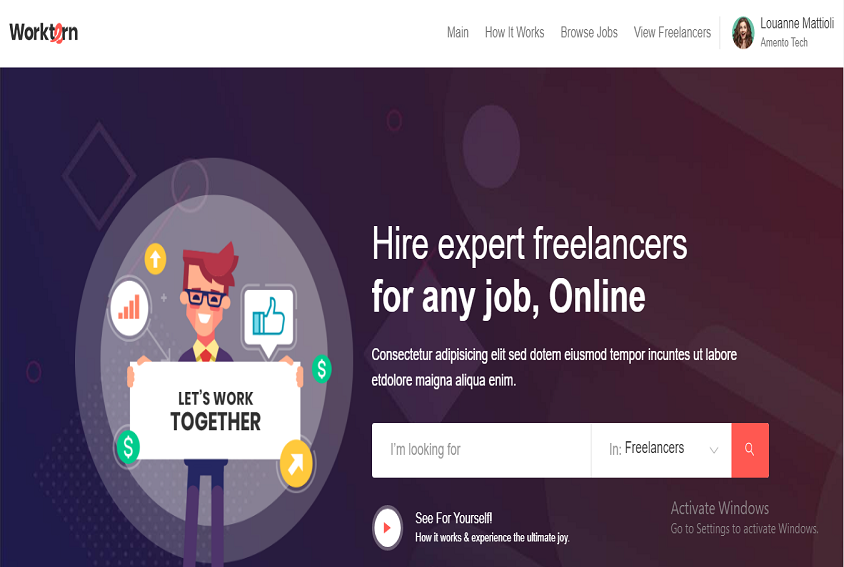 Worktern
Main How It Works Browse Jobs View Freelancers
Louanne Mattioli
Amento Tech
Hire expert freelancers
for any job, Online
Consectetur adipisicing elit sed dotem eiusmod tempor incuntes ut labore
etdolore maigna aliqua enim.
LET'S WORK
TOGETHER
I'm looking for
In: Freelancers
See For Yourself!
How it works & experience the ultimate joy.
Activate Windows
Go to Settings to activate Windows.
$
$